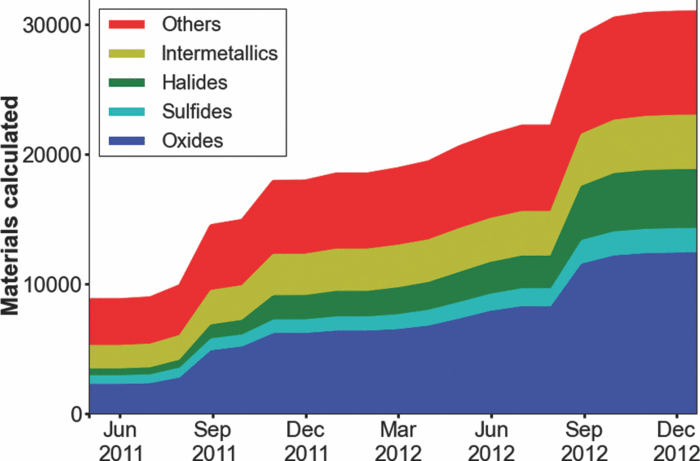 Materials calculated
30000
20000
10000
0
Others
Intermetallics
Halides
Sulfides
Oxides
Jun Sep Dec Mar Jun Sep Dec
2011 2011 2011 2012 2012 2012 2012